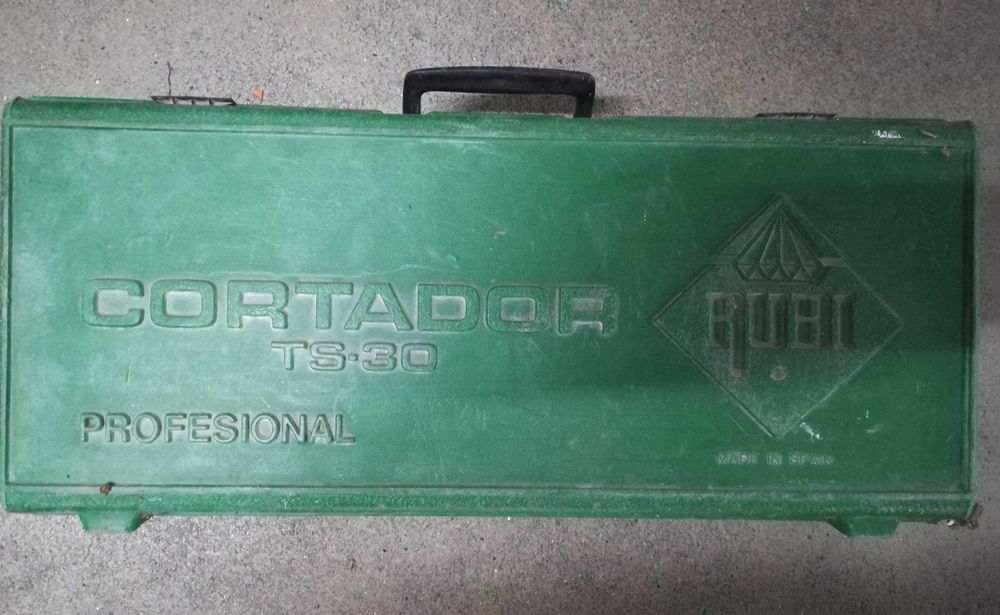 CORTADOR
TS·30
PROFESIONAL
RUBI
MADE IN SPAIN